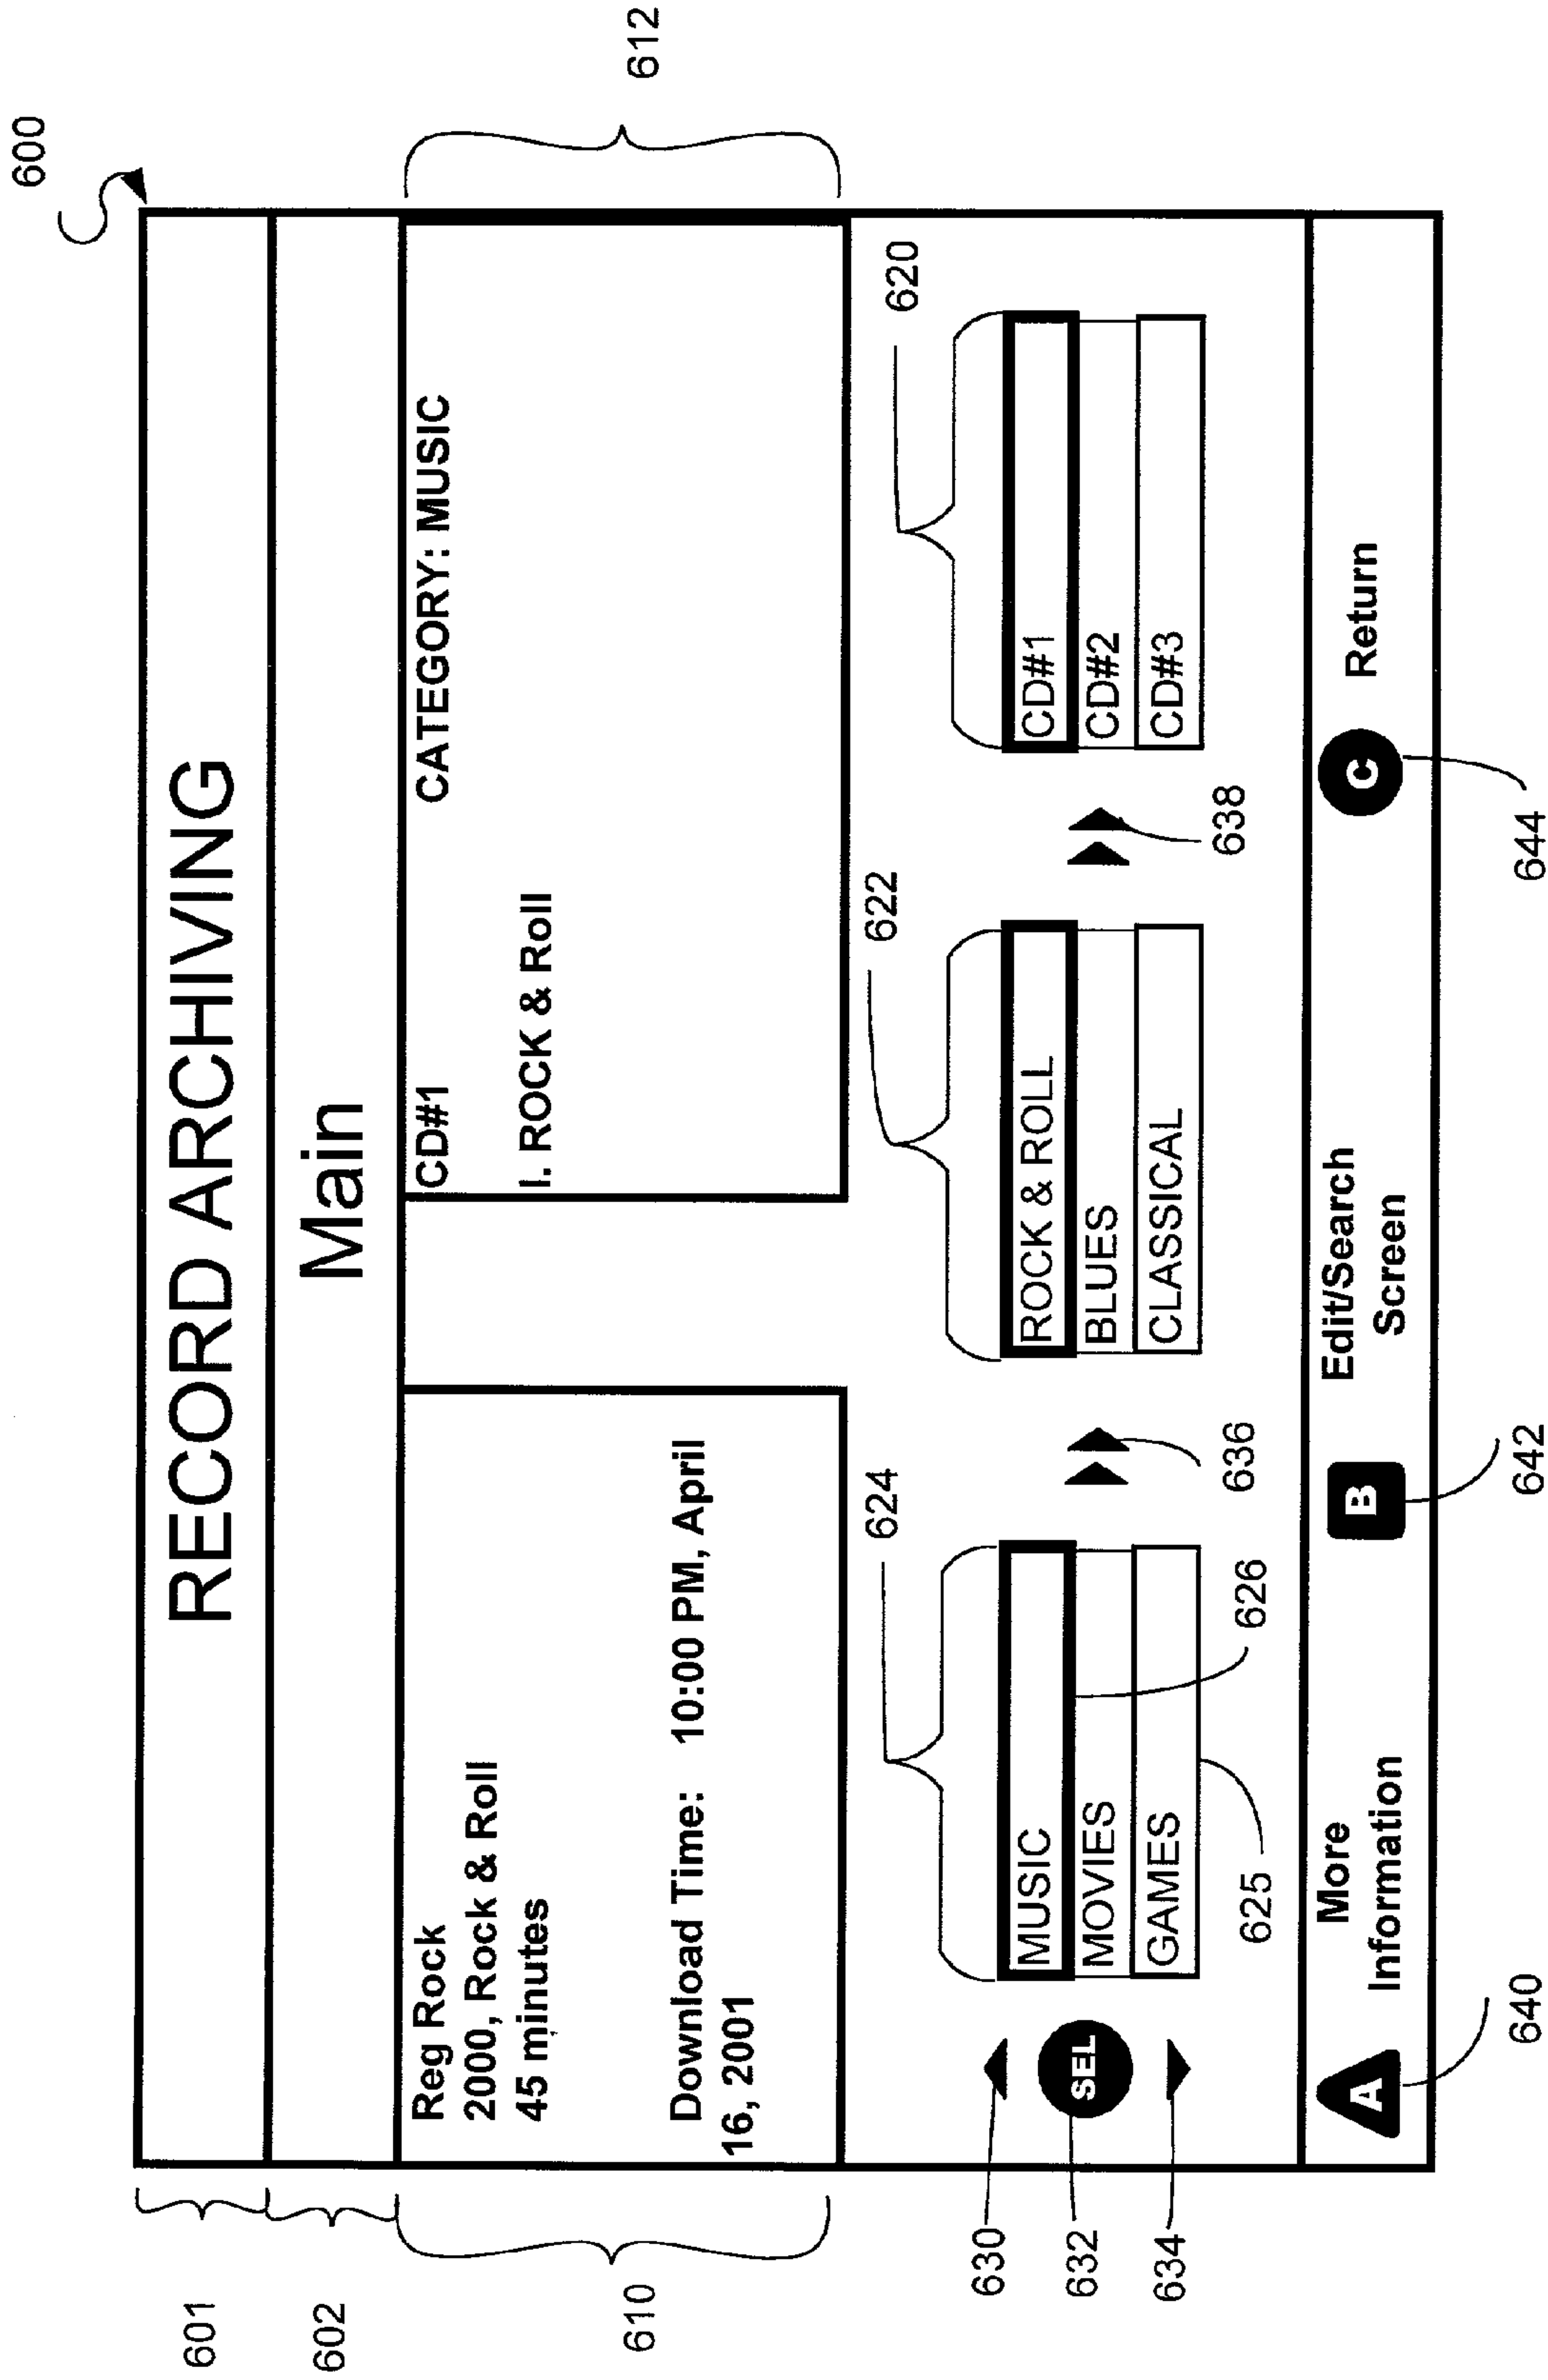 600
601
RECORD ARCHIVING
602
Main
610
Reg Rock
2000, Rock & Roll
45 minutes
Download Time: 10:00 PM, April
16, 2001
CD#1 CATEGORY: MUSIC
I. ROCK & Roll
612
624
622
620
630
632
SEL
634
MUSIC
MOVIES
GAMES
625
626
636
ROCK & ROLL
BLUES
CLASSICAL
638
CD#1
CD#2
CD#3
A
More
Information
B
Edit/Search
Screen
C
Return
640
642
644